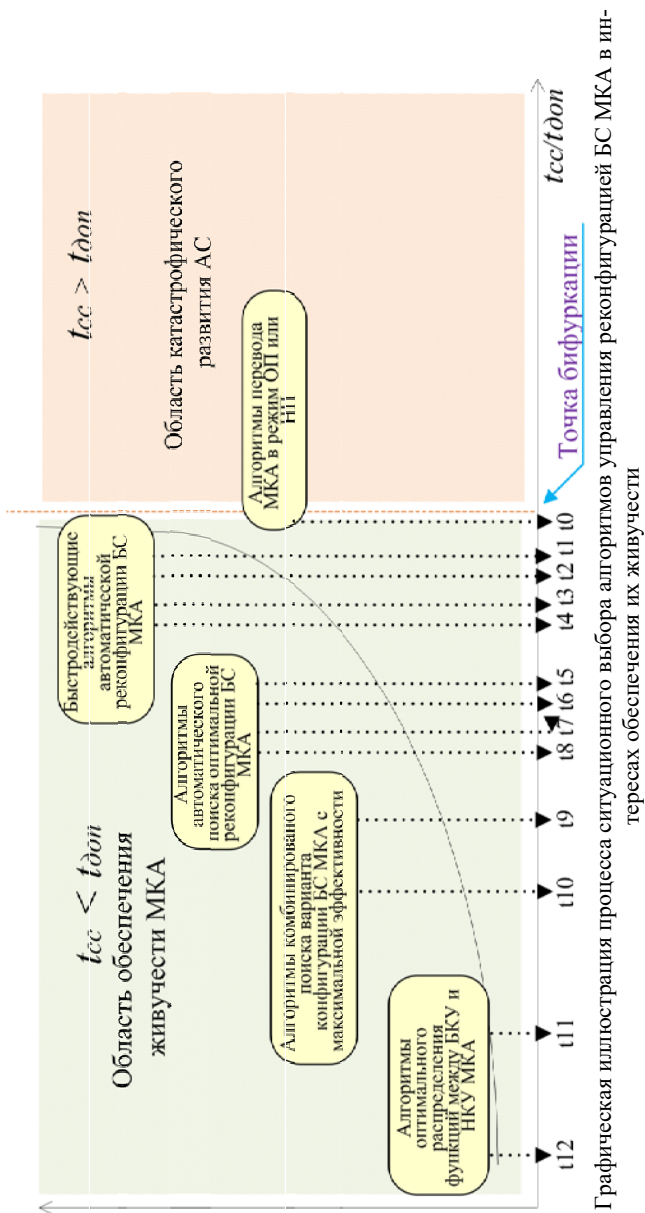 tcc < tдоп
Область обеспечения
живучести МКА
tcc > tдоп
Область катастрофического
развития АС
Быстродействующие
алгоритмы
автоматической
реконфигурации БС
МКА
Алгоритмы
автоматического
поиска оптимальной
реконфигурации БС
МКА
Алгоритмы комбинированого
поиска варианта
конфигурации БС МКА с
максимальной эффективности
Алгоритмы
оптимального
распределения
функций между БКУ и
НКУ МКА
Алгоритмы перевода
МКА в режим ОП или
НП
t12 t11 t10 t9 t8 t7 t6 t5 t4 t3 t2 t1 t0
Точка бифуркации
tcc/tдоп
Графическая иллюстрация процесса ситуационного выбора алгоритмов управления реконфигурацией БС МКА в ин-
тересах обеспечения их живучести